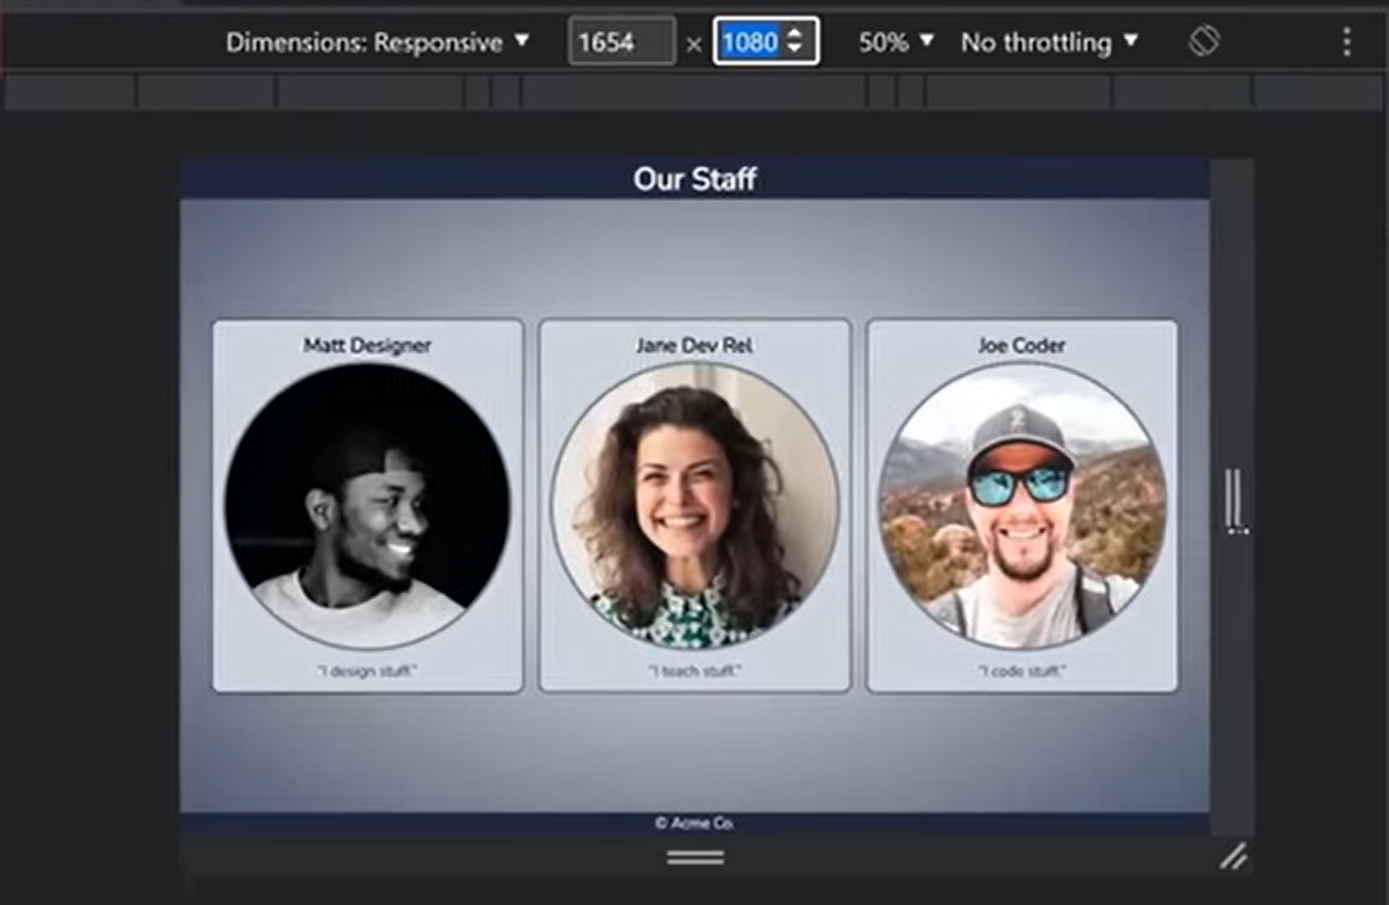 Dimensions: Responsive 1654 × 1080 50% No throttling
Our Staff
Matt Designer Jane Dev Rel Joe Coder
"I design stuff." "I teach stuff." "I code stuff."
© Acme Co.